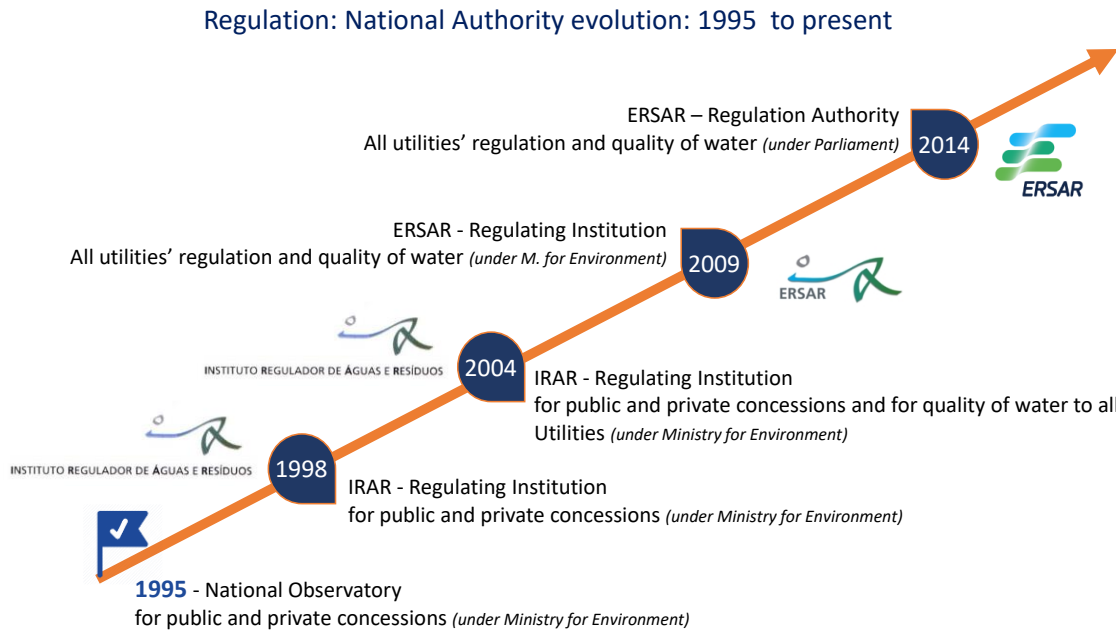 Regulation: National Authority evolution: 1995 to present
ERSAR – Regulation Authority
All utilities’ regulation and quality of water (under Parliament)
2014
ERSAR
ERSAR - Regulating Institution
All utilities’ regulation and quality of water (under M. for Environment)
2009
ERSAR
INSTITUTO REGULADOR DE ÁGUAS E RESÍDUOS
2004
IRAR - Regulating Institution
for public and private concessions and for quality of water to all
Utilities (under Ministry for Environment)
INSTITUTO REGULADOR DE ÁGUAS E RESÍDUOS
1998
IRAR - Regulating Institution
for public and private concessions (under Ministry for Environment)
1995 - National Observatory
for public and private concessions (under Ministry for Environment)